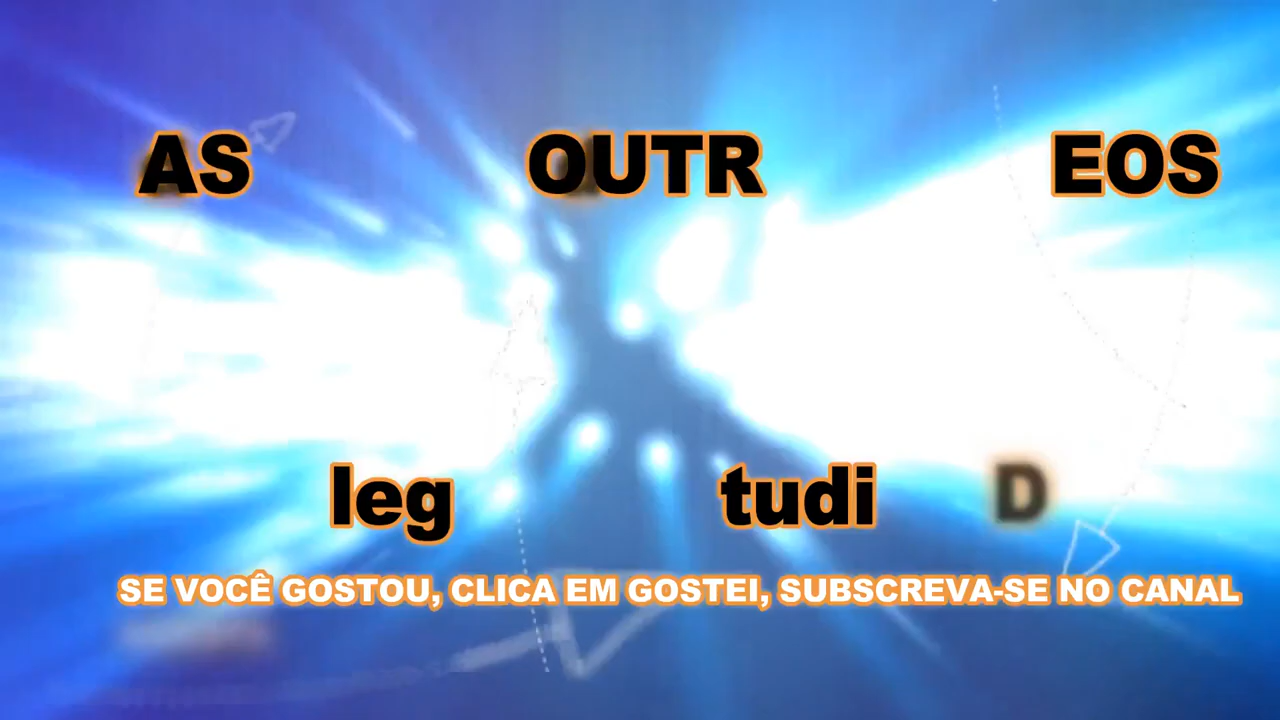 AS OUTR EOS
leg tudi D
SE VOCÊ GOSTOU, CLICA EM GOSTEI, SUBSCREVA-SE NO CANAL